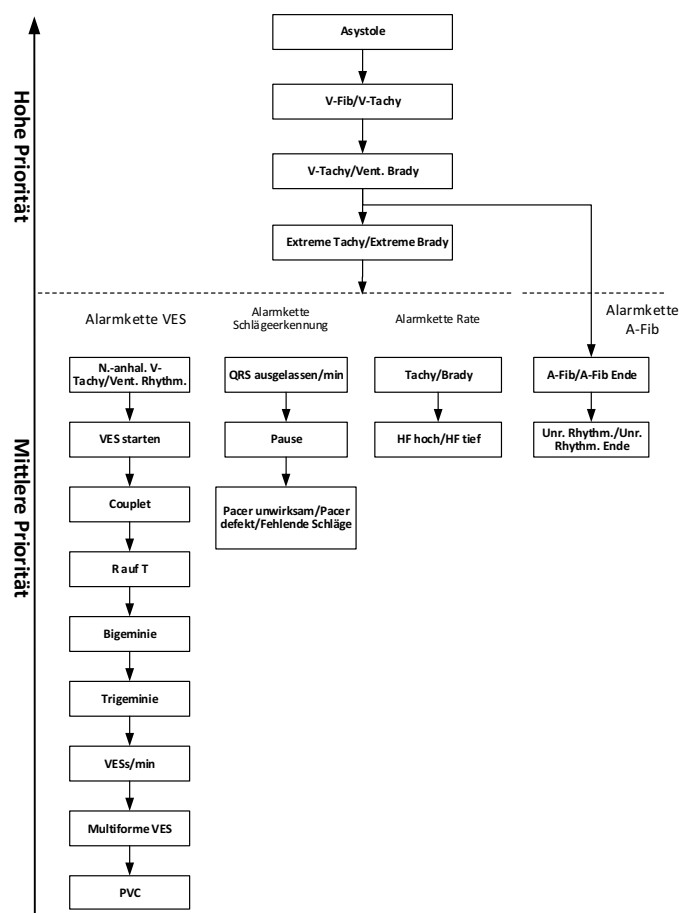 Hohe Priorität
Asystole
V-Fib/V-Tachy
V-Tachy/Vent. Brady
Extreme Tachy/Extreme Brady
Mittlere Priorität
Alarmkette VES
N.-anhal. V-
Tachy/Vent. Rhythm.
VES starten
Couplet
R auf T
Bigeminie
Trigeminie
VESs/min
Multiforme VES
PVC
Alarmkette
Schlägeerkennung
QRS ausgelassen/min
Pause
Pacer unwirksam/Pacer
defekt/Fehlende Schläge
Alarmkette Rate
Tachy/Brady
HF hoch/HF tief
Alarmkette
A-Fib
A-Fib/A-Fib Ende
Unr. Rhythm./Unr.
Rhythm. Ende